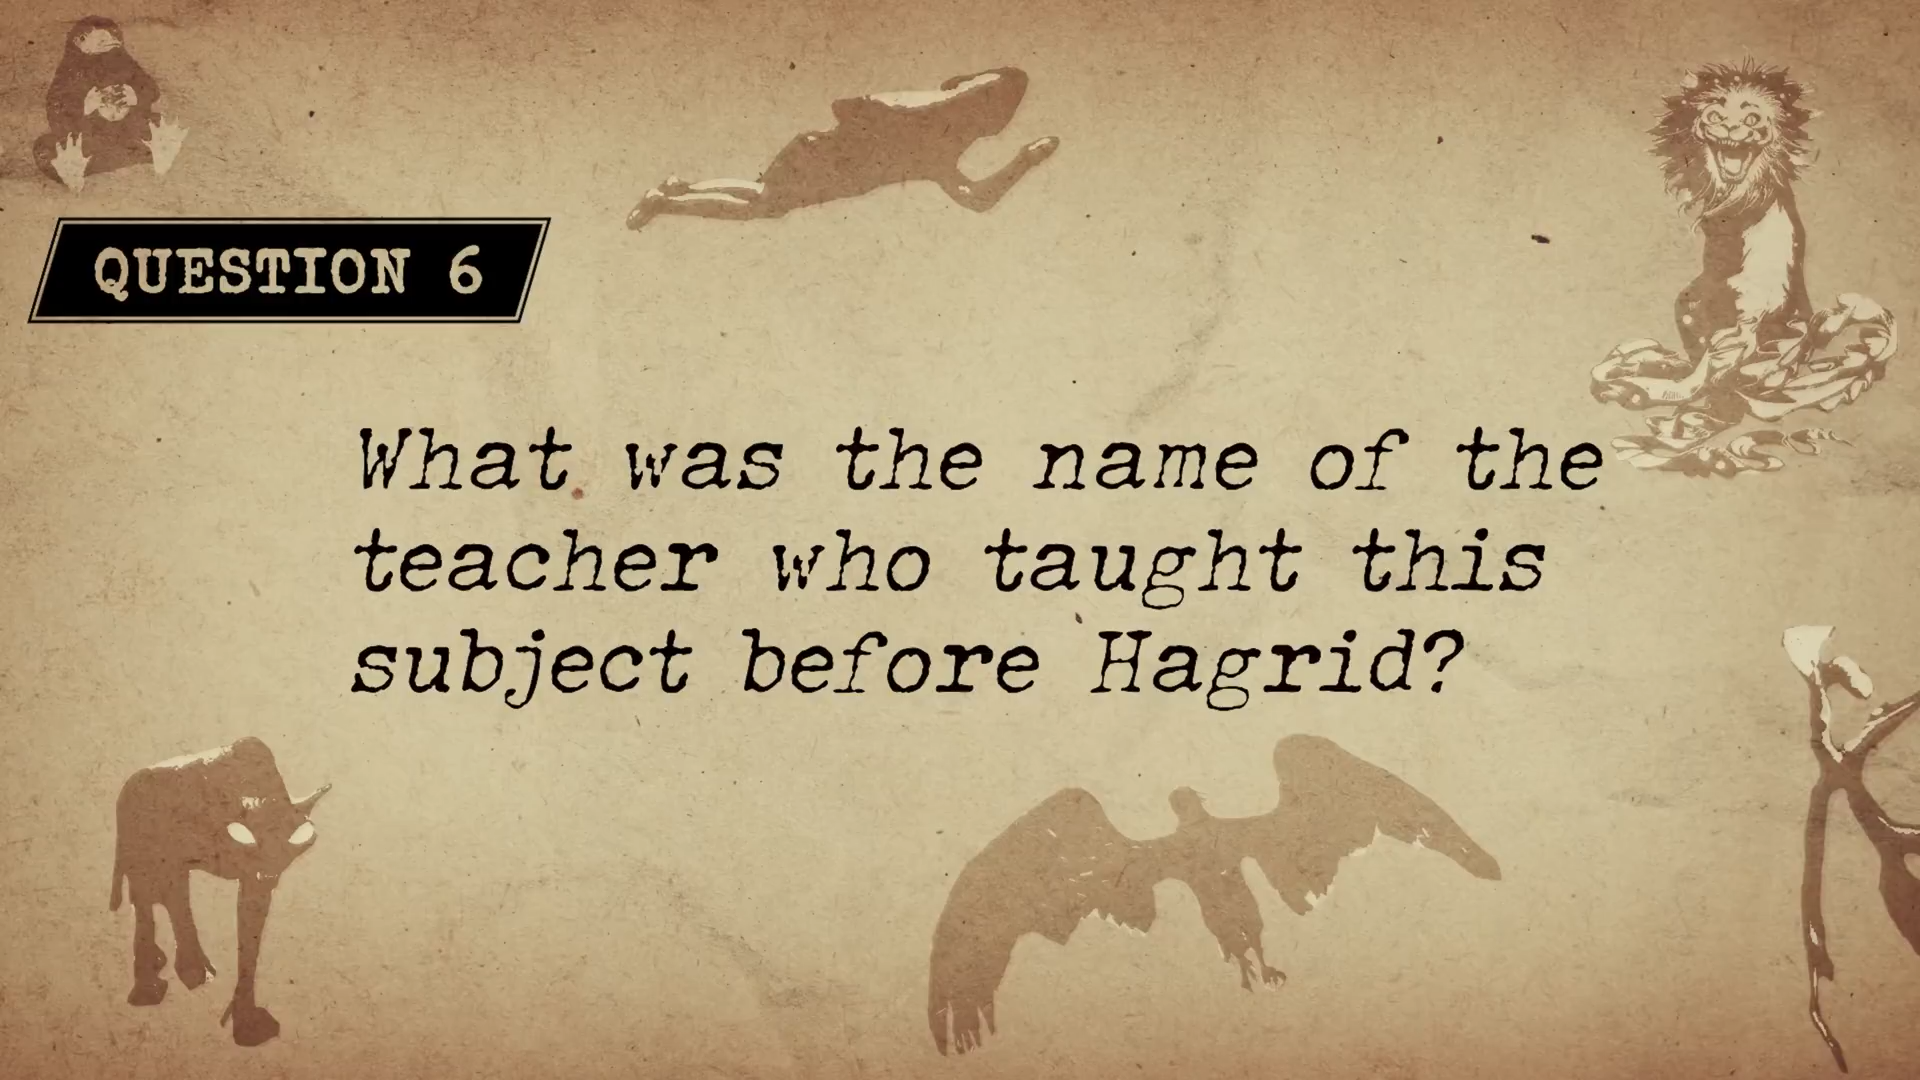 QUESTION 6
What was the name of the
teacher who taught this
subject before Hagrid?